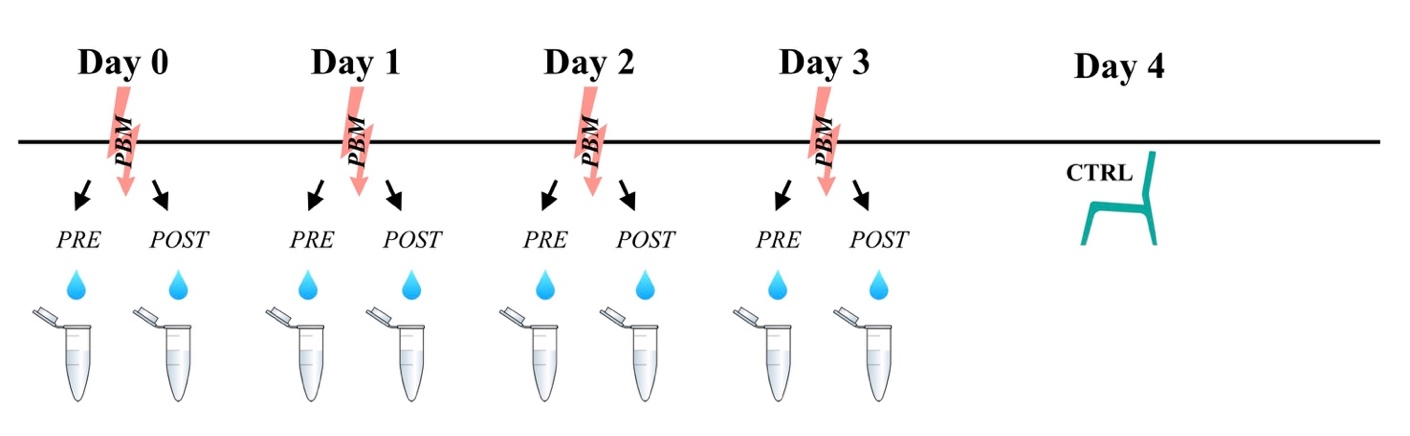 Day 0 Day 1 Day 2 Day 3 Day 4
PBM PBM PBM PBM
CTRL
PRE POST PRE POST PRE POST PRE POST